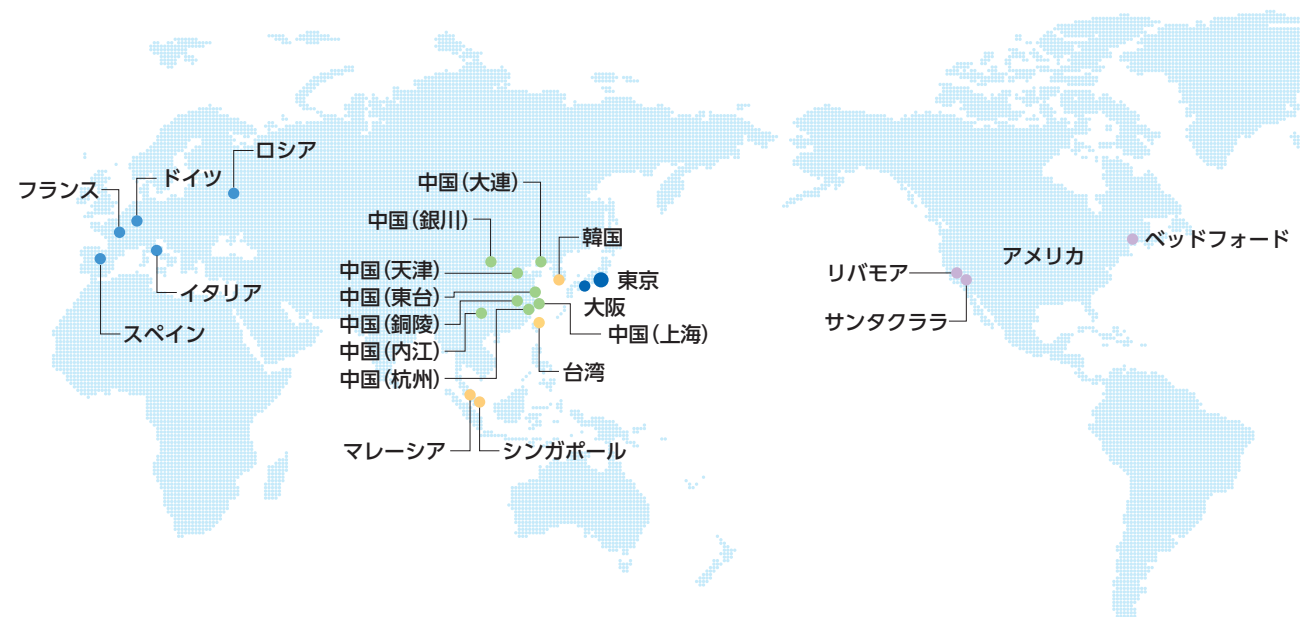 ロシア
ドイツ
フランス
イタリア
スペイン
中国(大連)
中国(銀川)
韓国
中国(天津)
東京
中国(東台)
大阪
中国(銅陵)
中国(上海)
中国(内江)
台湾
中国(杭州)
マレーシア
シンガポール
ベッドフォード
アメリカ
リバモア
サンタクララ